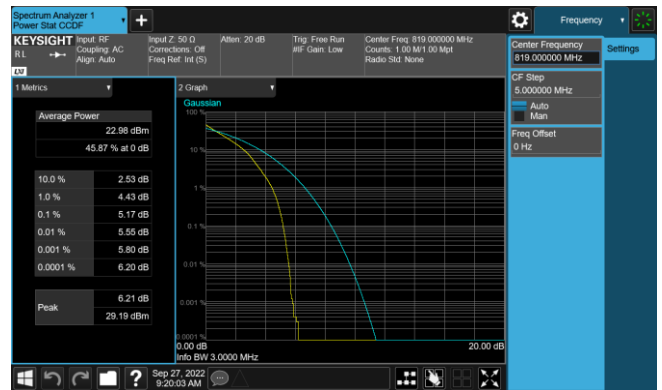 Spectrum Analyzer 1
Power Stat CCDF
Frequency
KEYSIGHT
Input: RF
Input Z: 50 Ω
Atten: 20 dB
Trig: Free Run
Center Freq: 819.000000 MHz
RL
Coupling: AC
Corrections: Off
#IF Gain: Low
Counts: 1.00 M/1.00 Mpt
Align: Auto
Freq Ref: Int (S)
Radio Std: None
LXI
1 Metrics
2 Graph
Average Power
22.98 dBm
45.87 % at 0 dB
10.0 % 2.53 dB
1.0 % 4.43 dB
0.1 % 5.17 dB
0.01 % 5.55 dB
0.001 % 5.80 dB
0.0001 % 6.20 dB
Peak
6.21 dB
29.19 dBm
Gaussian
100 %
10 %
1 %
0.1 %
0.01 %
0.001 %
0.0001 %
0.00 dB
20.00 dB
Info BW 3.0000 MHz
Center Frequency
819.000000 MHz
Settings
CF Step
5.000000 MHz
Auto
Man
Freq Offset
0 Hz
?
Sep 27, 2022
9:20:03 AM